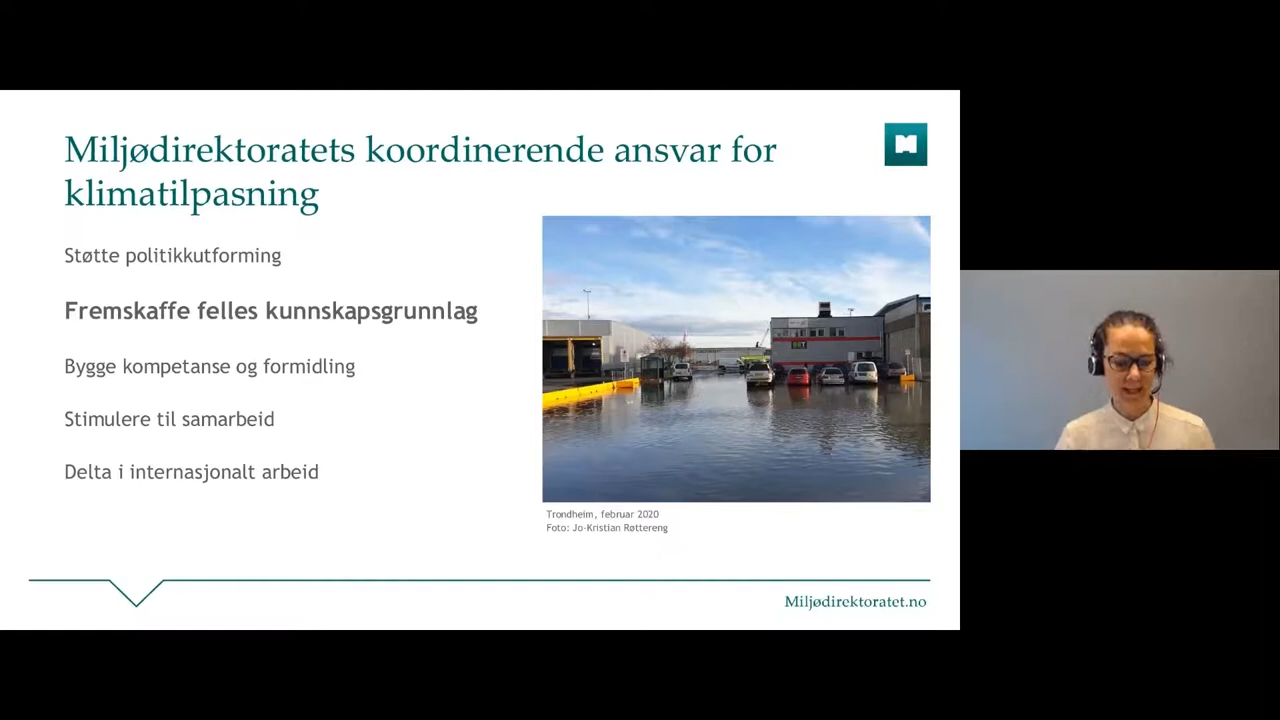 Miljødirektoratets koordinerende ansvar for
klimatilpasning
Støtte politikkutforming
Fremskaffe felles kunnskapsgrunnlag
Bygge kompetanse og formidling
Stimulere til samarbeid
Delta i internasjonalt arbeid
Trondheim, februar 2020
Foto: Jo-Kristian Røttereng
Miljødirektoratet.no